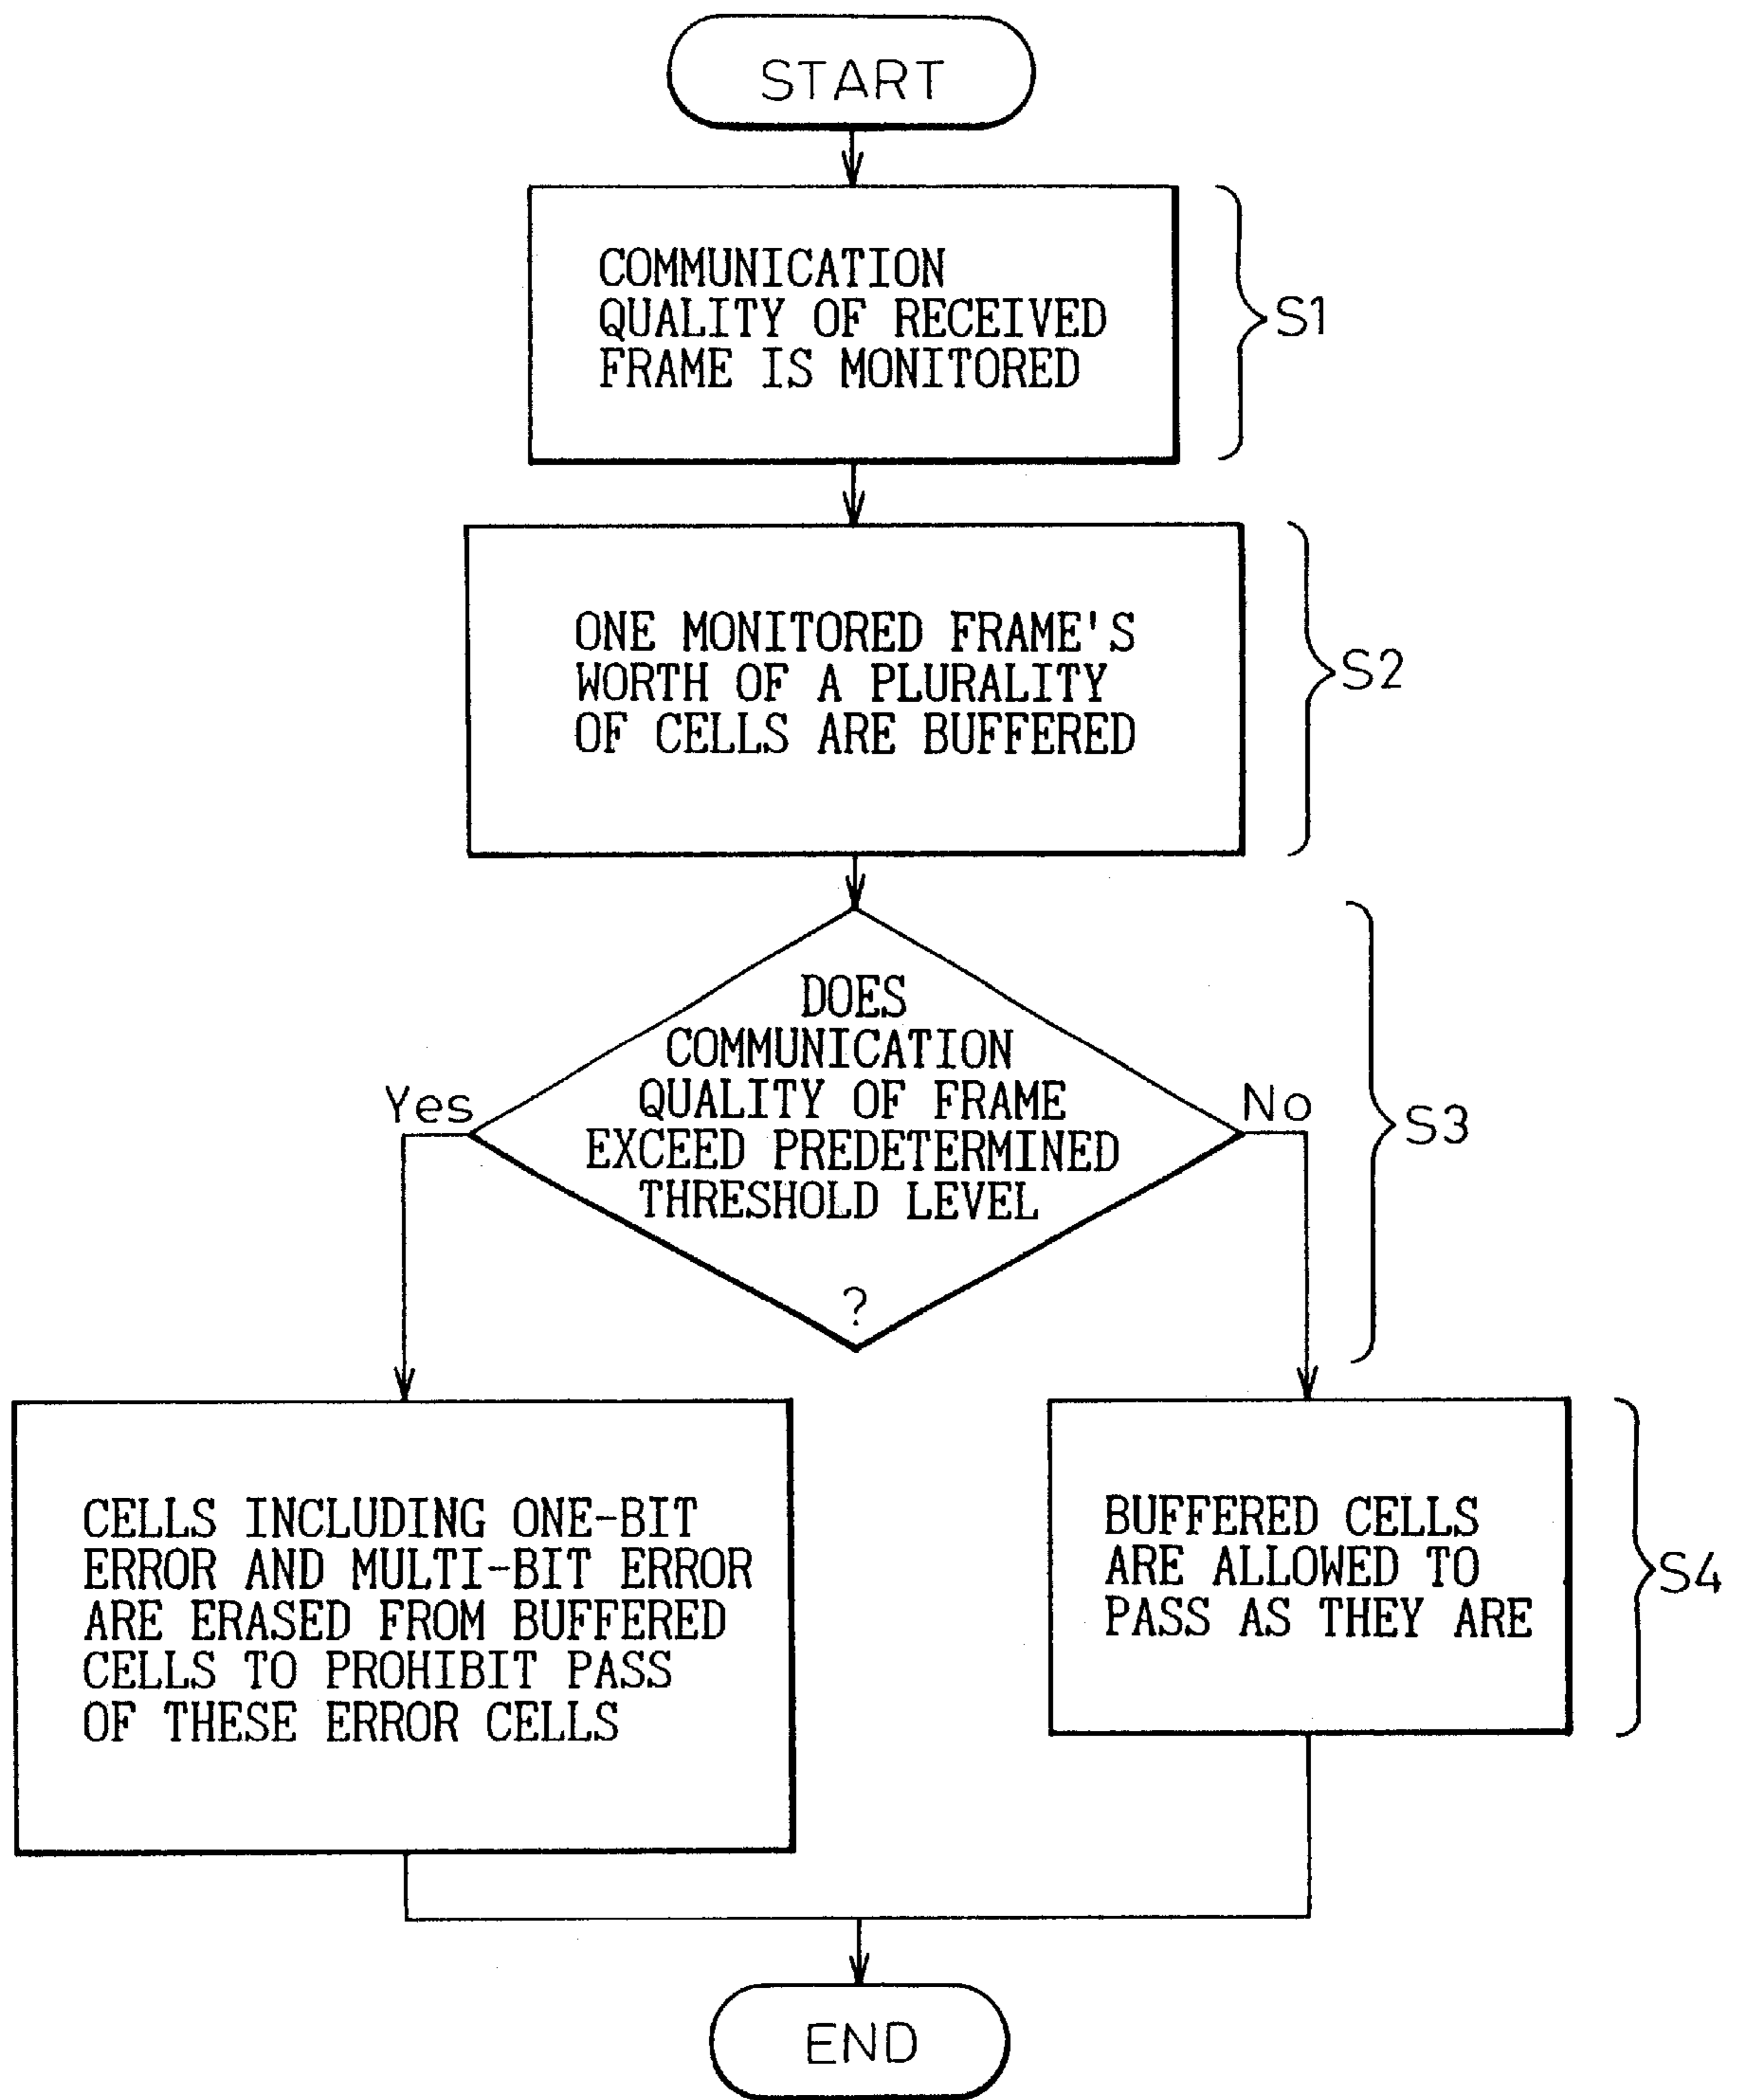 START
COMMUNICATION
QUALITY OF RECEIVED
FRAME IS MONITORED
S1
ONE MONITORED FRAME'S
WORTH OF A PLURALITY
OF CELLS ARE BUFFERED
S2
DOES
COMMUNICATION
QUALITY OF FRAME
EXCEED PREDETERMINED
THRESHOLD LEVEL
?
Yes
No
S3
CELLS INCLUDING ONE-BIT
ERROR AND MULTI-BIT ERROR
ARE ERASED FROM BUFFERED
CELLS TO PROHIBIT PASS
OF THESE ERROR CELLS
BUFFERED CELLS
ARE ALLOWED TO
PASS AS THEY ARE
S4
END